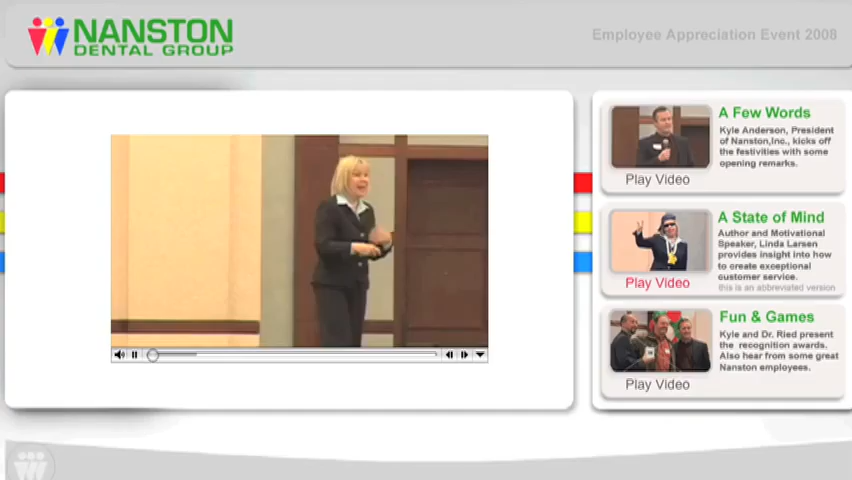 NANSTON
DENTAL GROUP
Employee Appreciation Event 2008
A Few Words
Kyle Anderson, President
of Nanston,Inc., kicks off
the festivities with some
opening remarks.
Play Video
A State of Mind
Author and Motivational
Speaker, Linda Larsen
provides insight into how
to create exceptional
customer service.
this is an abbreviated version
Play Video
Fun & Games
Kyle and Dr. Ried present
the recognition awards.
Also hear from some great
Nanston employees.
Play Video